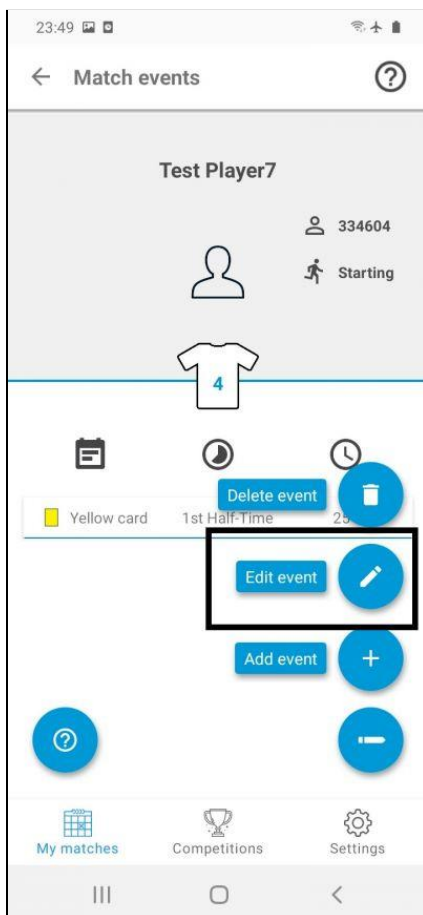 23:49
Match events
Test Player7
334604
Starting
4
Delete event
Yellow card 1st Half-Time 25
Edit event
Add event
My matches Competitions Settings